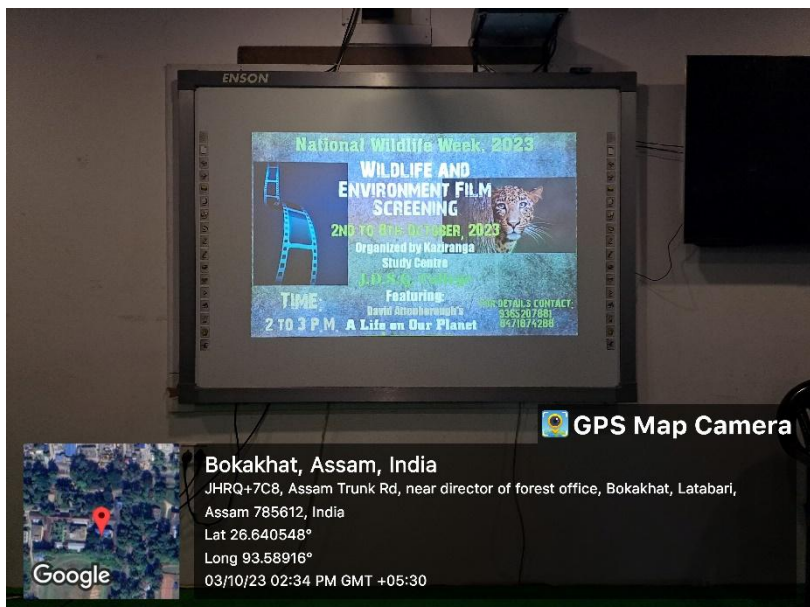 ENSON
National Wildlife Week, 2023
WILDLIFE AND
ENVIRONMENT FILM
SCREENING
2ND TO 8TH OCTOBER, 2023
Organized by Kaziranga
Study Centre
J.D.S.G. College
TIME:
2 TO 3 P.M.
Featuring:
David Attenborough's
A Life on Our Planet
FOR DETAILS CONTACT:
GPS Map Camera
Bokakhat, Assam, India
JHRQ+7C8, Assam Trunk Rd, near director of forest office, Bokakhat, Latabari,
Assam 785612, India
Lat 26.640548°
Long 93.58916°
03/10/23 02:34 PM GMT +05:30
Google